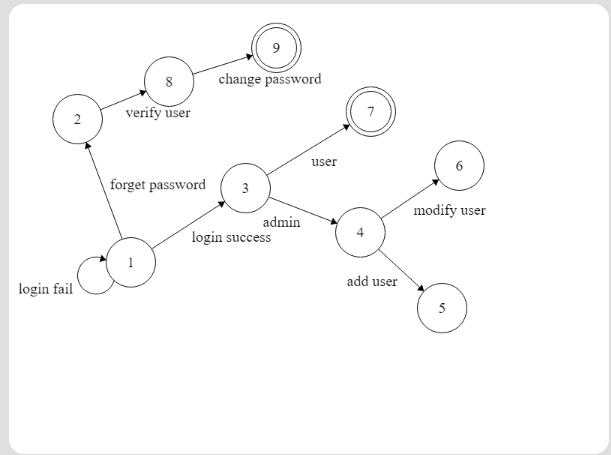 9
8
change password
verify user
2
7
user
6
forget password
3
modify user
admin
login success
4
1
add user
login fail
5